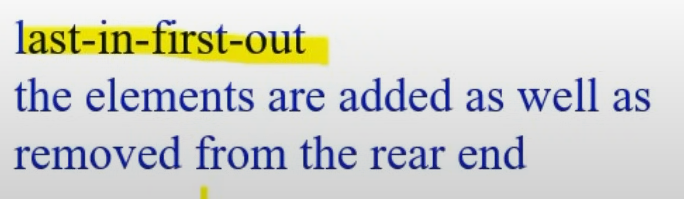 last-in-first-out
the elements are added as well as
removed from the rear end